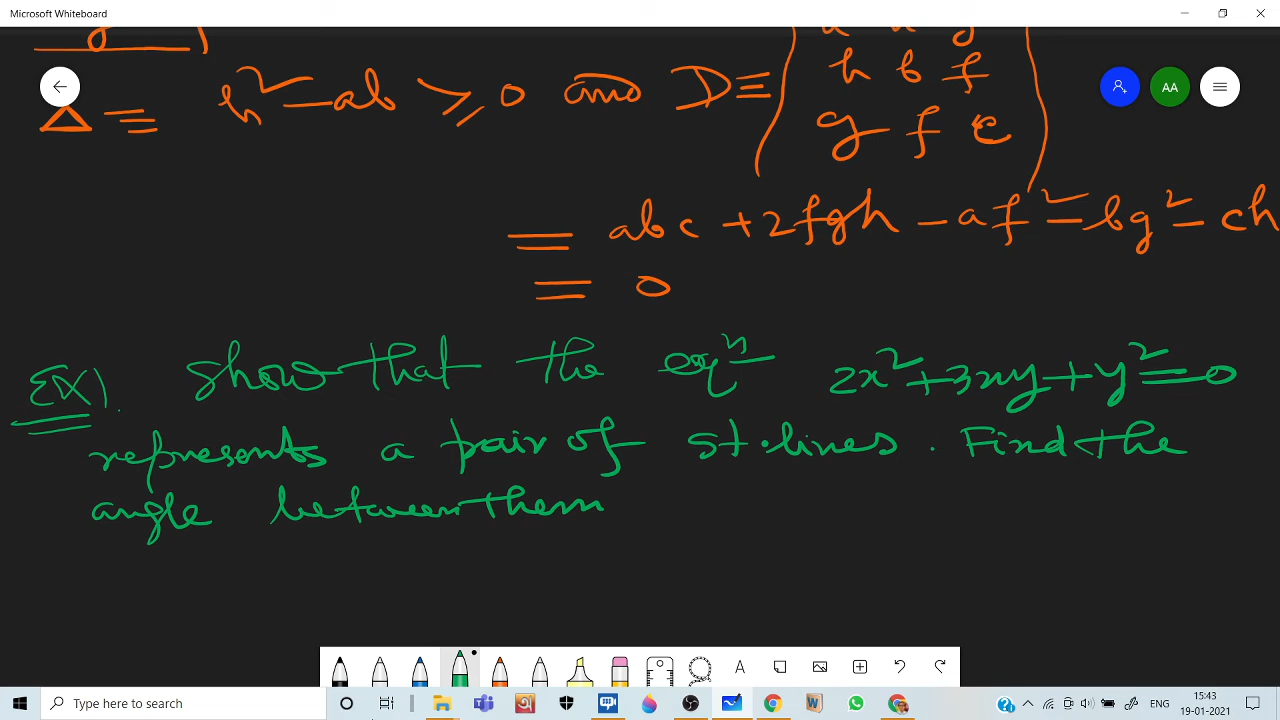 Microsoft Whiteboard
Δ ≡ h²-ab ≥ 0 and D ≡
h b f
g f c
= abc + 2fgh - af² - bg² - ch
= 0
AA
EX). Show that the eqⁿ 2x²+3xy+y²=0
represents a pair of st. lines. Find the
angle between them
A
Type here to search
ENG
15:43
19-01-2021